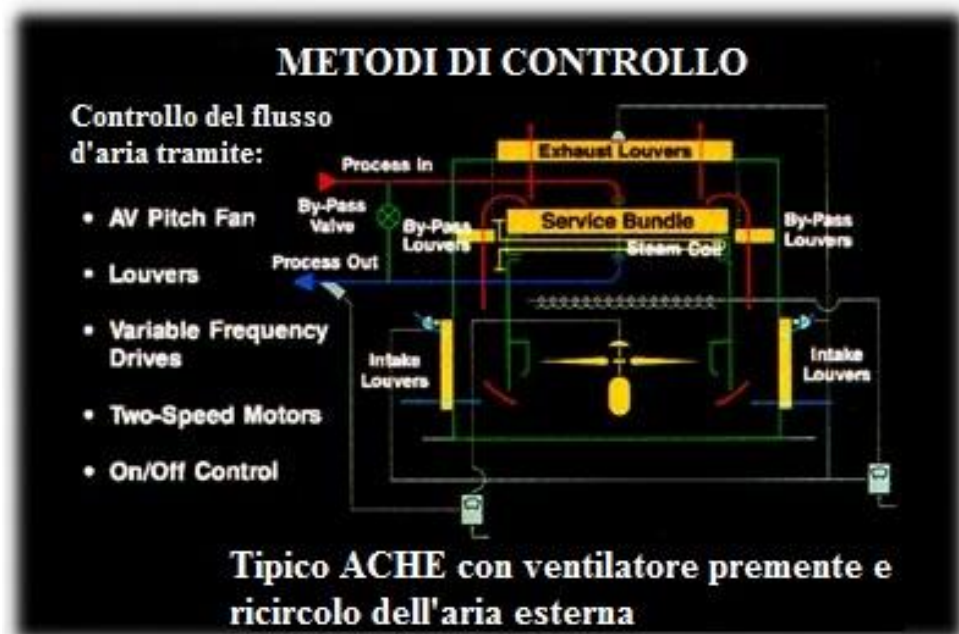 METODI DI CONTROLLO
Controllo del flusso
d'aria tramite:
• AV Pitch Fan
• Louvers
• Variable Frequency
Drives
• Two-Speed Motors
• On/Off Control
Exhaust Louvers
Process In
By-Pass
Valve
By-Pass
Louvers
Service Bundle
Steam Coil
By-Pass
Louvers
Process Out
Intake
Louvers
Intake
Louvers
Tipico ACHE con ventilatore premente e
ricircolo dell'aria esterna